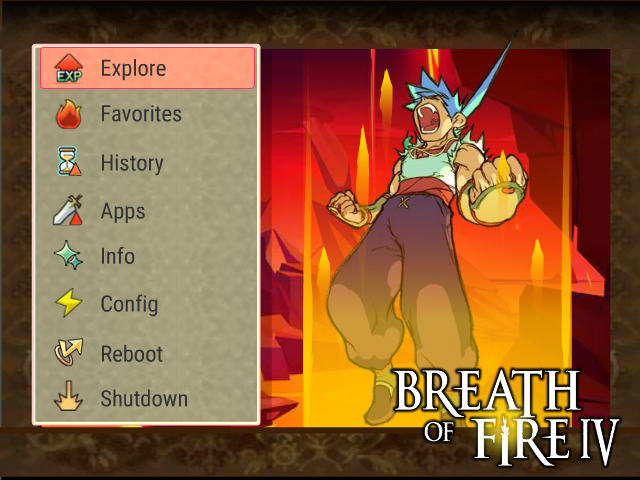 EXP
Explore
Favorites
History
Apps
Info
Config
Reboot
Shutdown
BREATH
OF FIRE IV